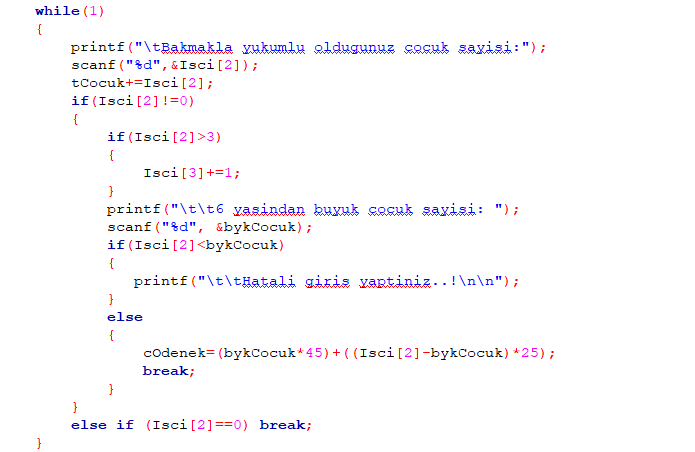 while(1)
{
printf("\tBakmakla yukumlu oldugunuz cocuk sayisi:");
scanf("%d",&Isci[2]);
tCocuk+=Isci[2];
if(Isci[2]!=0)
{
if(Isci[2]>3)
{
Isci[3]+=1;
}
printf("\t\t6 yasindan buyuk cocuk sayisi: ");
scanf("%d", &bykCocuk);
if(Isci[2]<bykCocuk)
{
printf("\t\tHatali giris yaptiniz..!\n\n");
}
else
{
cOdenek=(bykCocuk*45)+((Isci[2]-bykCocuk)*25);
break;
}
}
else if (Isci[2]==0) break;
}